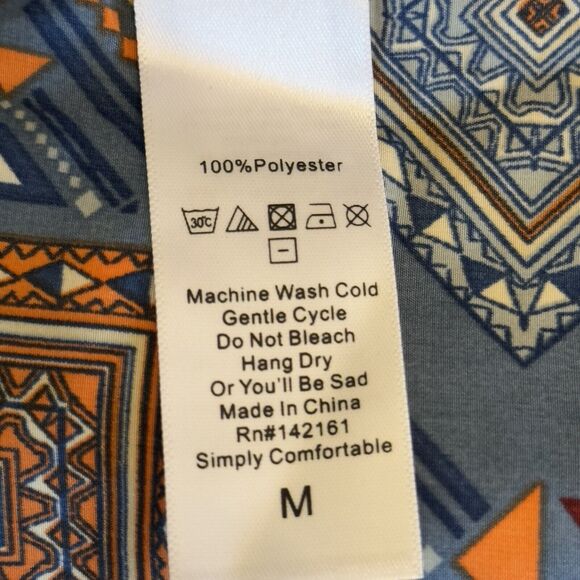 100%Polyester
30℃
Machine Wash Cold
Gentle Cycle
Do Not Bleach
Hang Dry
Or You'll Be Sad
Made In China
Rn#142161
Simply Comfortable
M